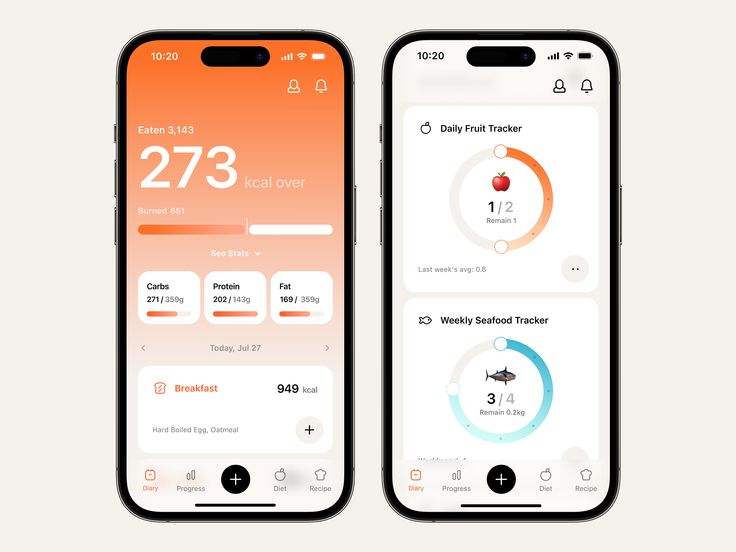 10:20
Eaten 3,143
273 kcal over
Burned 651
See Stats
Carbs
271 / 359g
Protein
202 / 143g
Fat
169 / 359g
Today, Jul 27
Breakfast
949 kcal
Hard Boiled Egg, Oatmeal
Diary
Progress
Diet
Recipe
10:20
Daily Fruit Tracker
1 / 2
Remain 1
Last week's avg: 0.6
Weekly Seafood Tracker
3 / 4
Remain 0.2kg
Diary
Progress
Diet
Recipe